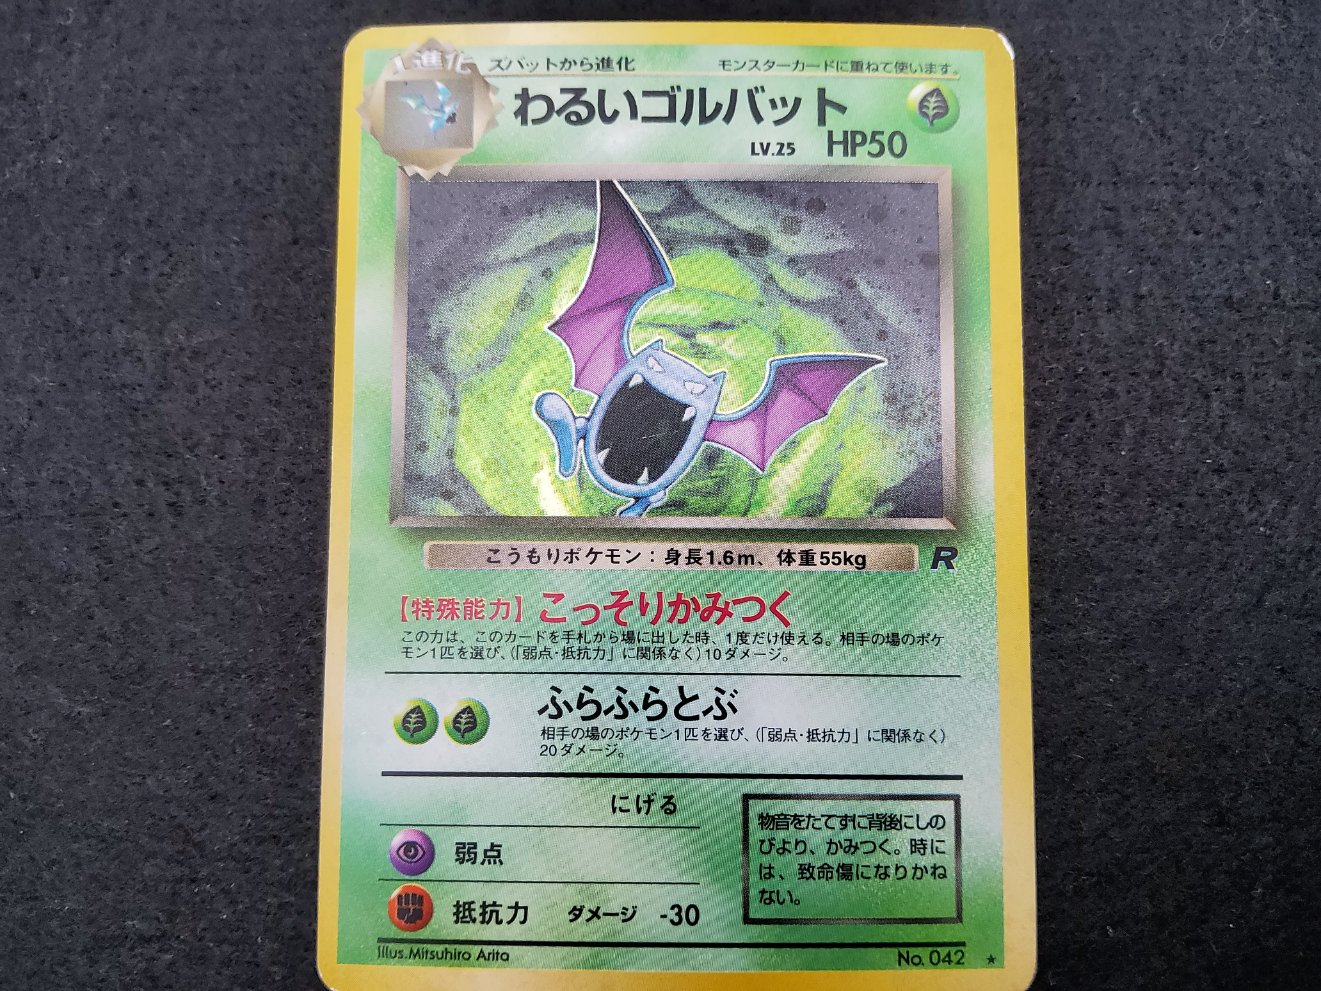 1進化
ズバットから進化
モンスターカードに重ねて使います。
わるいゴルバット
LV.25 HP50
こうもりポケモン：身長1.6m、体重55kg
R
【特殊能力】こっそりかみつく
この力は、このカードを手札から場に出した時、1度だけ使える。相手の場のポケ
モン1匹を選び、（「弱点・抵抗力」に関係なく）10ダメージ。
ふらふらとぶ
相手の場のポケモン1匹を選び、（「弱点・抵抗力」に関係なく）
20ダメージ。
にげる
弱点
抵抗力 ダメージ -30
物音をたてずに背後にしの
びより、かみつく。時に
は、致命傷になりかね
ない。
Illus.Mitsuhiro Arita
No. 042 ★